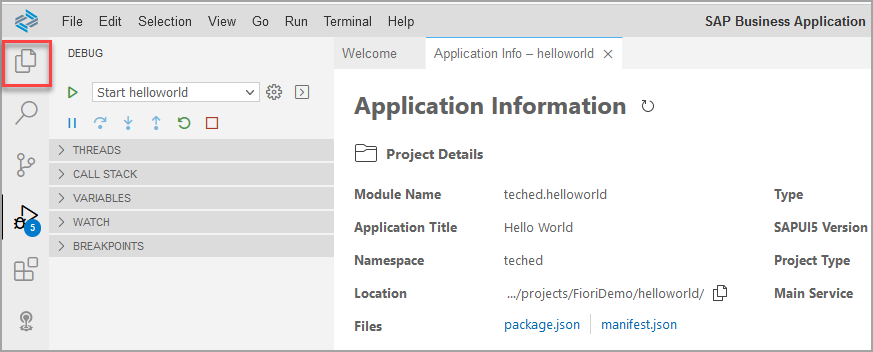 File Edit Selection View Go Run Terminal Help SAP Business Application
DEBUG
Welcome Application Info – helloworld
Start helloworld
Application Information
THREADS
CALL STACK
VARIABLES
WATCH
BREAKPOINTS
5
Project Details
Module Name teched.helloworld Type
Application Title Hello World SAPUI5 Version
Namespace teched Project Type
Location .../projects/FioriDemo/helloworld/ Main Service
Files package.json manifest.json